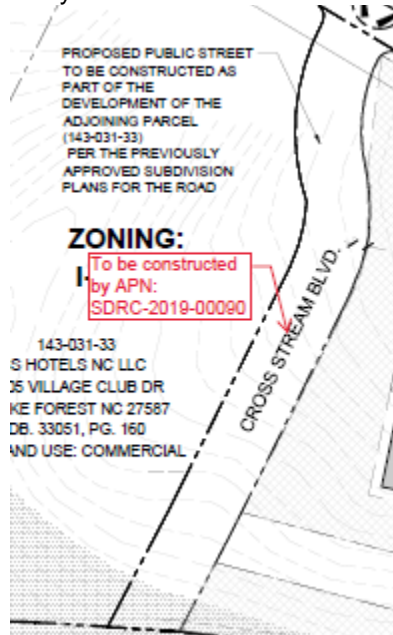 PROPOSED PUBLIC STREET
TO BE CONSTRUCTED AS
PART OF THE
DEVELOPMENT OF THE
ADJOINING PARCEL
(143-031-33)
PER THE PREVIOUSLY
APPROVED SUBDIVISION
PLANS FOR THE ROAD
ZONING:
I-
To be constructed
by APN:
SDRC-2019-00090
CROSS STREAM BLVD.
143-031-33
S HOTELS NC LLC
05 VILLAGE CLUB DR
KE FOREST NC 27587
DB. 33051, PG. 160
AND USE: COMMERCIAL